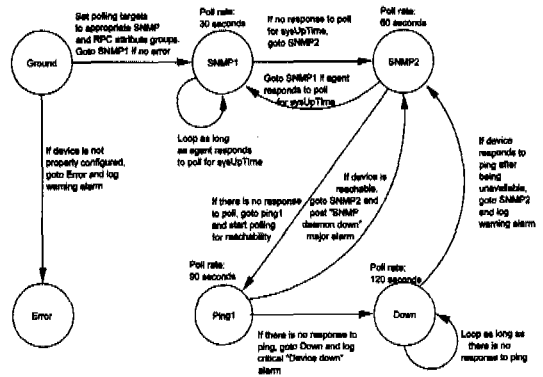 Set polling targets
to appropriate SNMP
and RPC attribute groups.
Goto SNMP1 if no error
Poll rate:
30 seconds
If no response to poll
for sysUpTime,
goto SNMP2
Poll rate:
60 seconds
Ground
SNMP1
SNMP2
Goto SNMP1 if agent
responds to poll
for sysUpTime
Loop as long
as agent responds
to poll for sysUpTime
If device is not
properly configured,
goto Error and log
warning alarm
If there is no response
to poll, goto ping1
and start polling
for reachability
If device is
reachable,
goto SNMP2 and
post "SNMP
daemon down"
major alarm
If device
responds to
ping after
being
unavailable,
goto SNMP2
and log
warning alarm
Poll rate:
90 seconds
Poll rate:
120 seconds
Error
Ping1
Down
If there is no response to
ping, goto Down and log
critical "Device down"
alarm
Loop as long as
there is no
response to ping